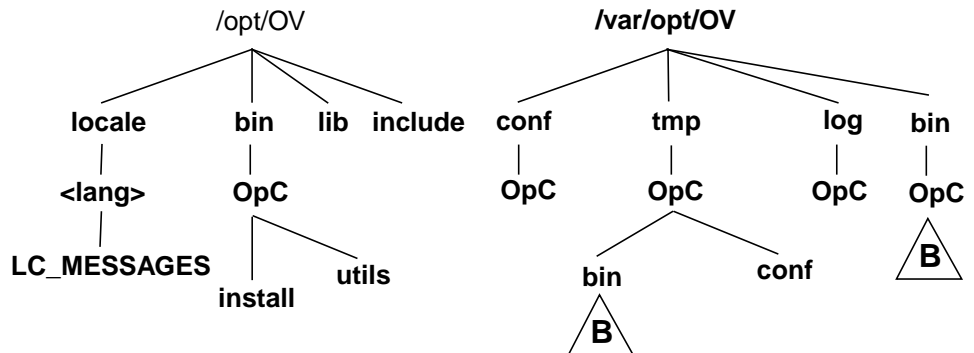 /opt/OV /var/opt/OV
locale bin lib include conf tmp log bin
<lang> OpC OpC OpC OpC OpC
LC_MESSAGES install utils bin conf B
B